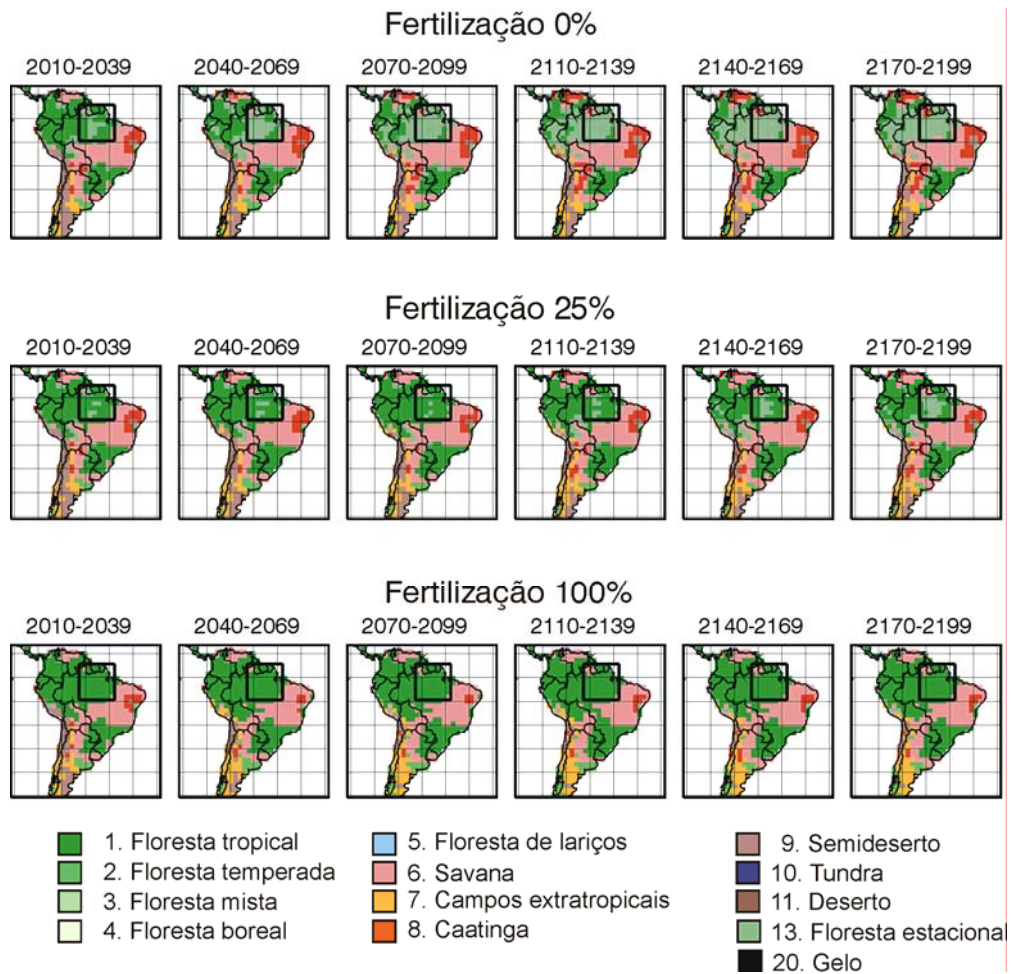 Fertilização 0%
2010-2039 2040-2069 2070-2099 2110-2139 2140-2169 2170-2199
Fertilização 25%
2010-2039 2040-2069 2070-2099 2110-2139 2140-2169 2170-2199
Fertilização 100%
2010-2039 2040-2069 2070-2099 2110-2139 2140-2169 2170-2199
1. Floresta tropical
2. Floresta temperada
3. Floresta mista
4. Floresta boreal
5. Floresta de lariços
6. Savana
7. Campos extratropicais
8. Caatinga
9. Semideserto
10. Tundra
11. Deserto
13. Floresta estacional
20. Gelo